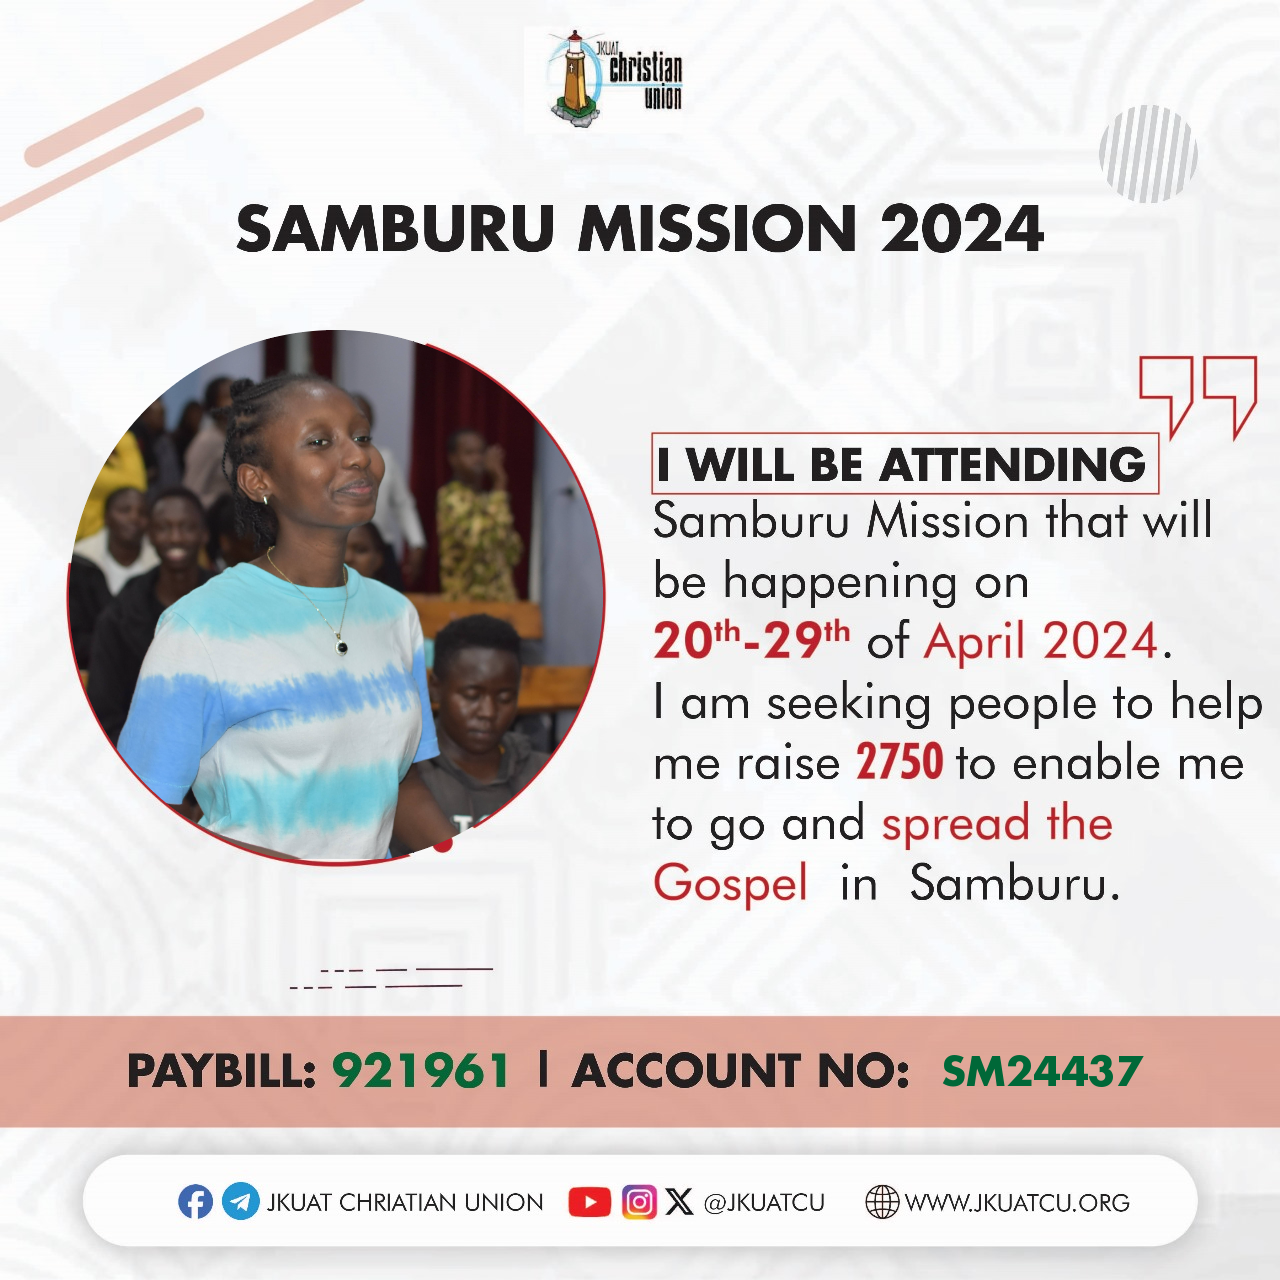 JKUAT
christian
union
SAMBURU MISSION 2024
I WILL BE ATTENDING
Samburu Mission that will
be happening on
20th-29th of April 2024.
I am seeking people to help
me raise 2750 to enable me
to go and spread the
Gospel in Samburu.
PAYBILL: 921961 | ACCOUNT NO: SM24437
JKUAT CHRIATIAN UNION @JKUATCU WWW.JKUATCU.ORG